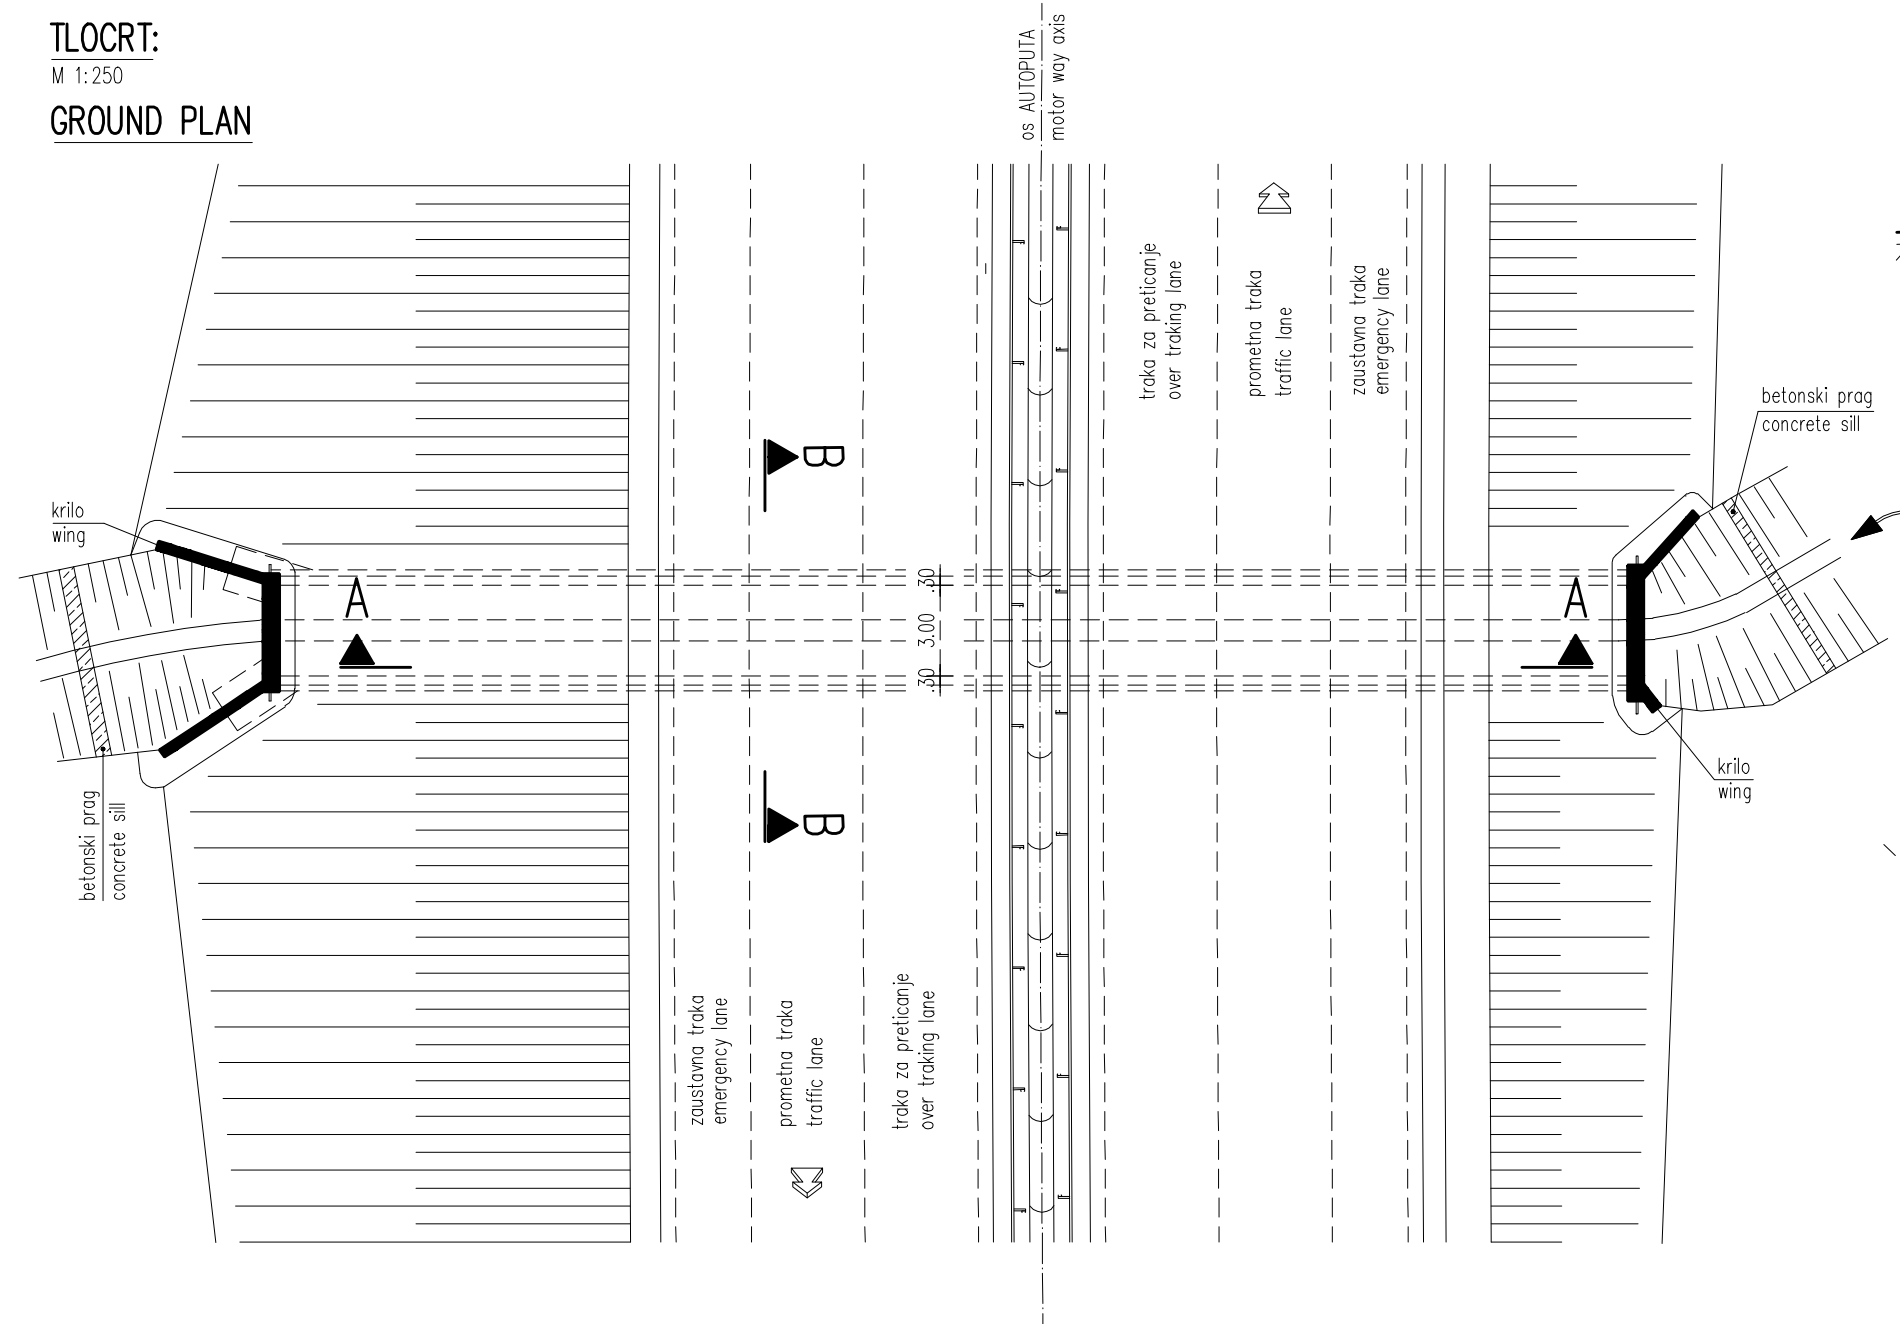 TLOCRT:
M 1:250
GROUND PLAN
os AUTOPUTA
motor way axis
traka za preticanje
over traking lane
prometna traka
traffic lane
zaustavna traka
emergency lane
betonski prag
concrete sill
B
krilo
wing
A
.30
3.00
.30
A
krilo
wing
betonski prag
concrete sill
B
zaustavna traka
emergency lane
prometna traka
traffic lane
traka za preticanje
over traking lane